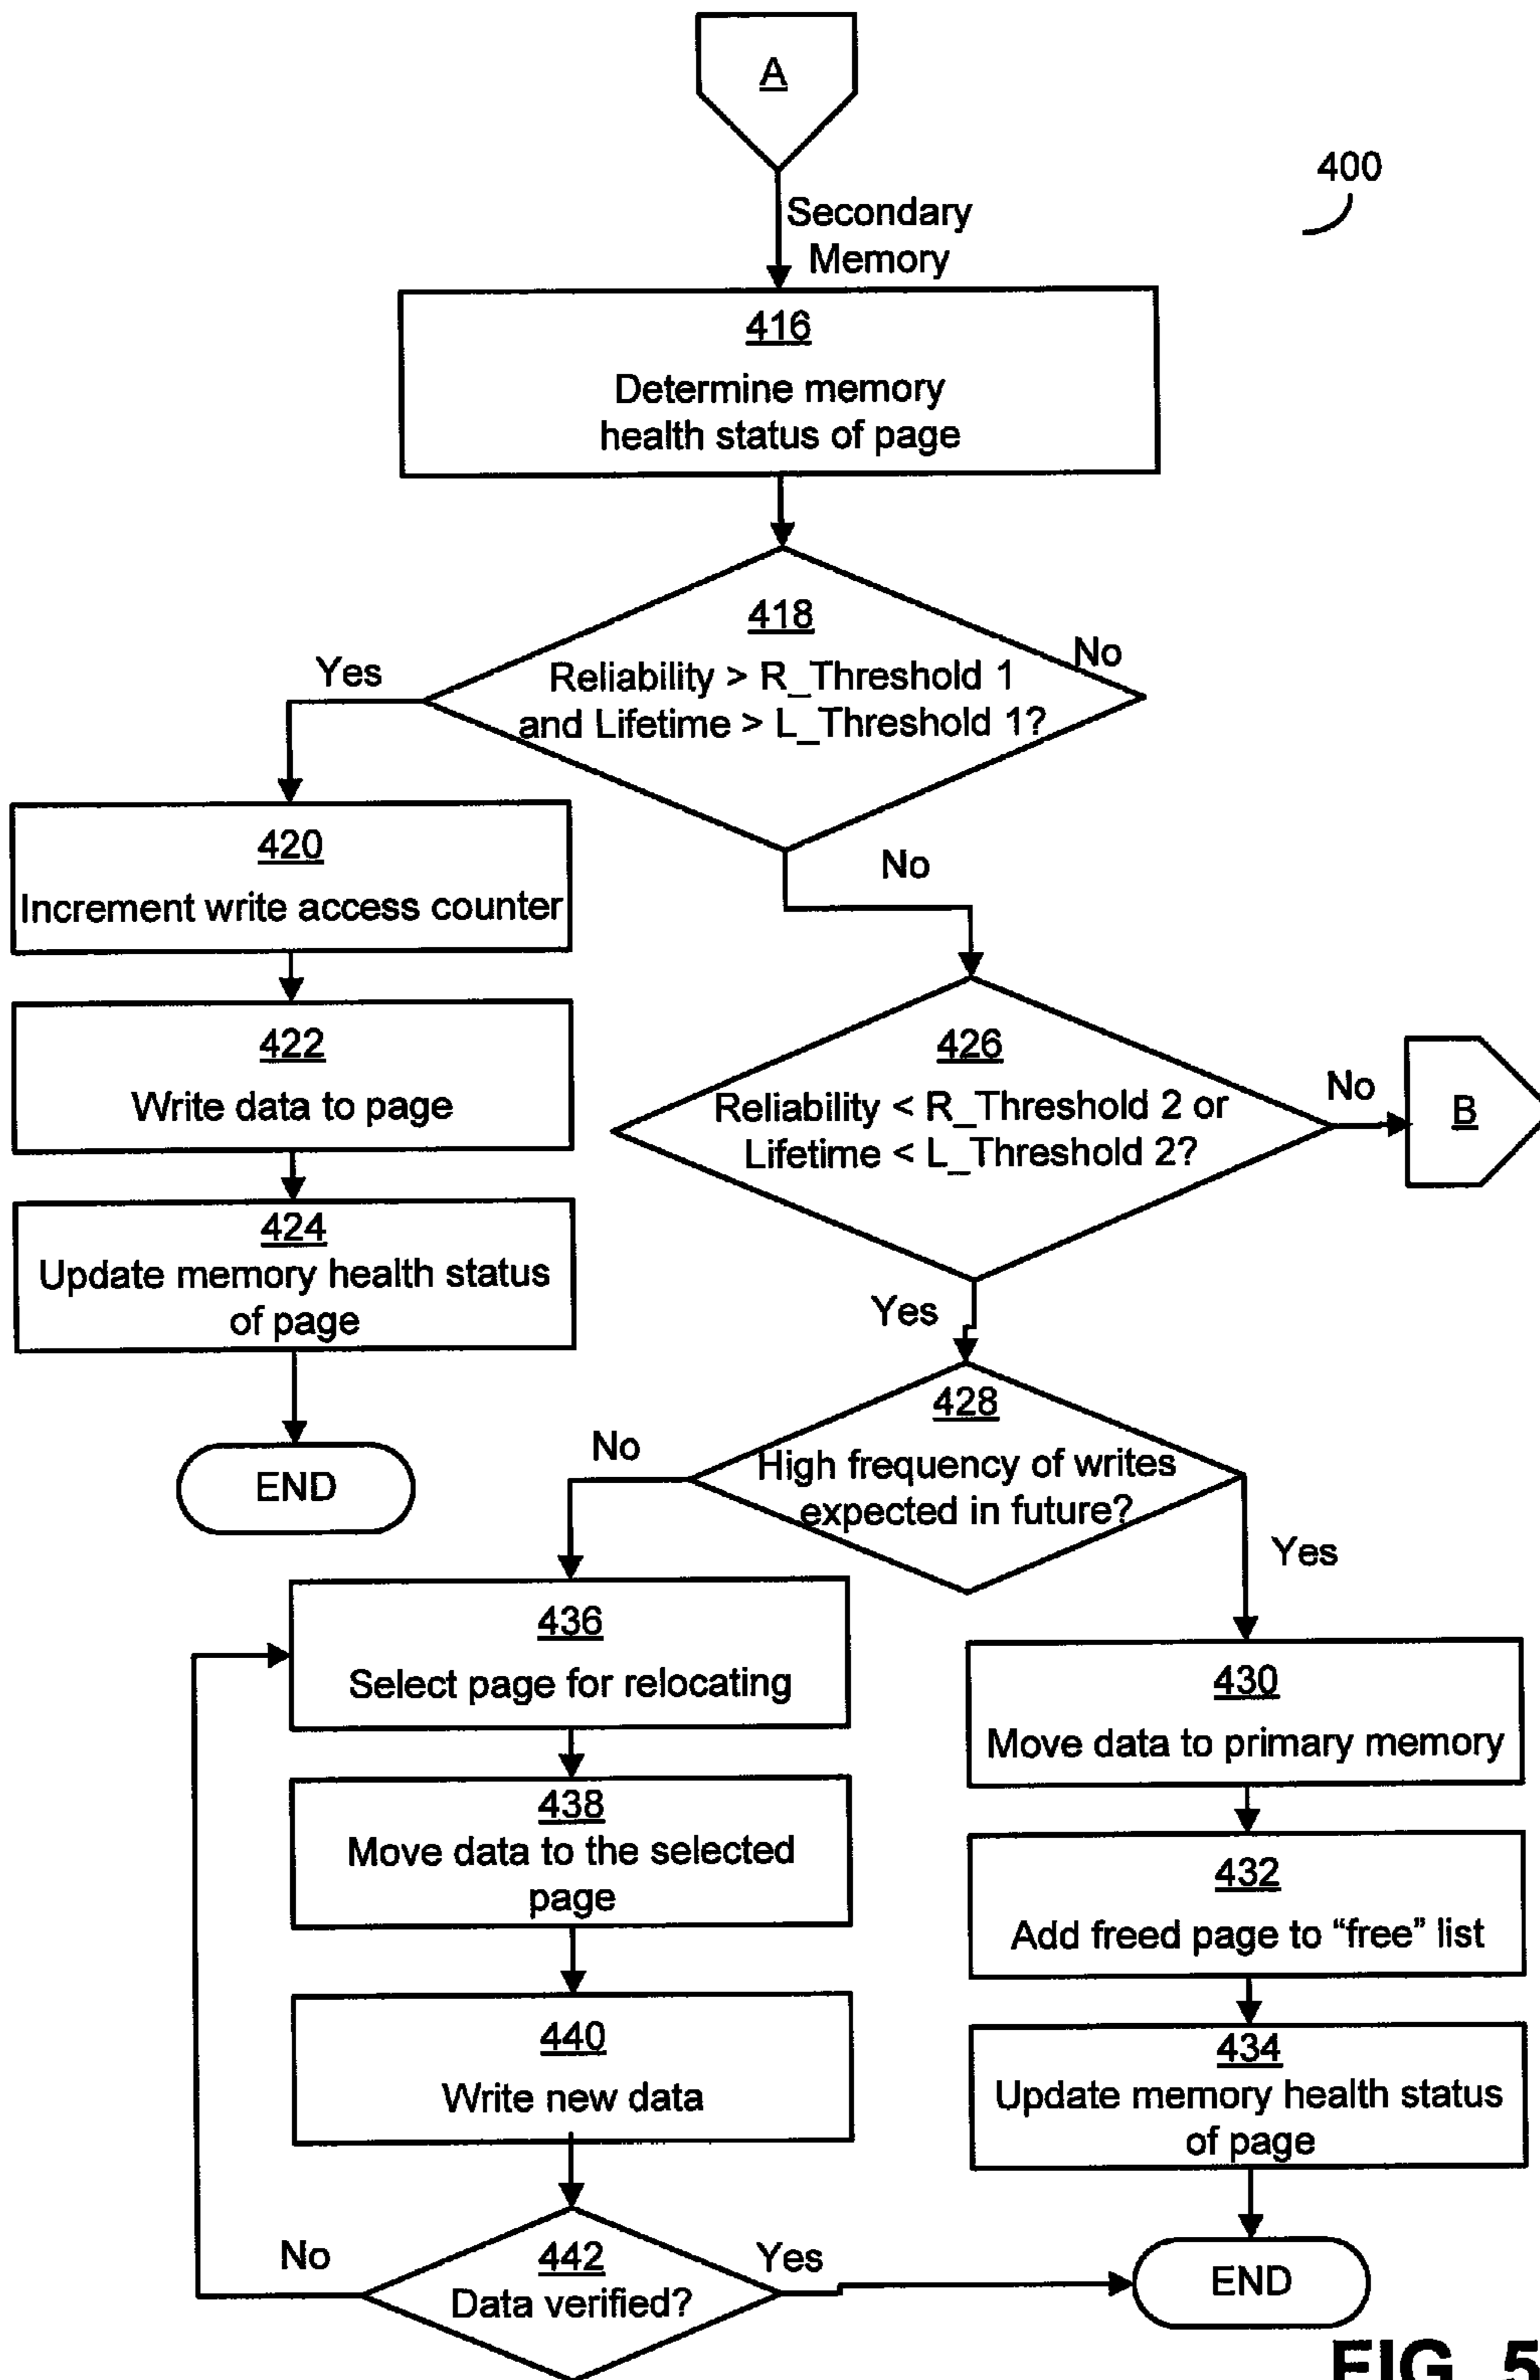 A
400
Secondary
Memory
416
Determine memory
health status of page
418
Reliability > R_Threshold 1
and Lifetime > L_Threshold 1?
Yes
No
No
420
Increment write access counter
422
Write data to page
424
Update memory health status
of page
END
426
Reliability < R_Threshold 2 or
Lifetime < L_Threshold 2?
No
B
Yes
428
High frequency of writes
expected in future?
No
Yes
436
Select page for relocating
438
Move data to the selected
page
440
Write new data
442
Data verified?
No
Yes
430
Move data to primary memory
432
Add freed page to “free” list
434
Update memory health status
of page
END
FIG. 5